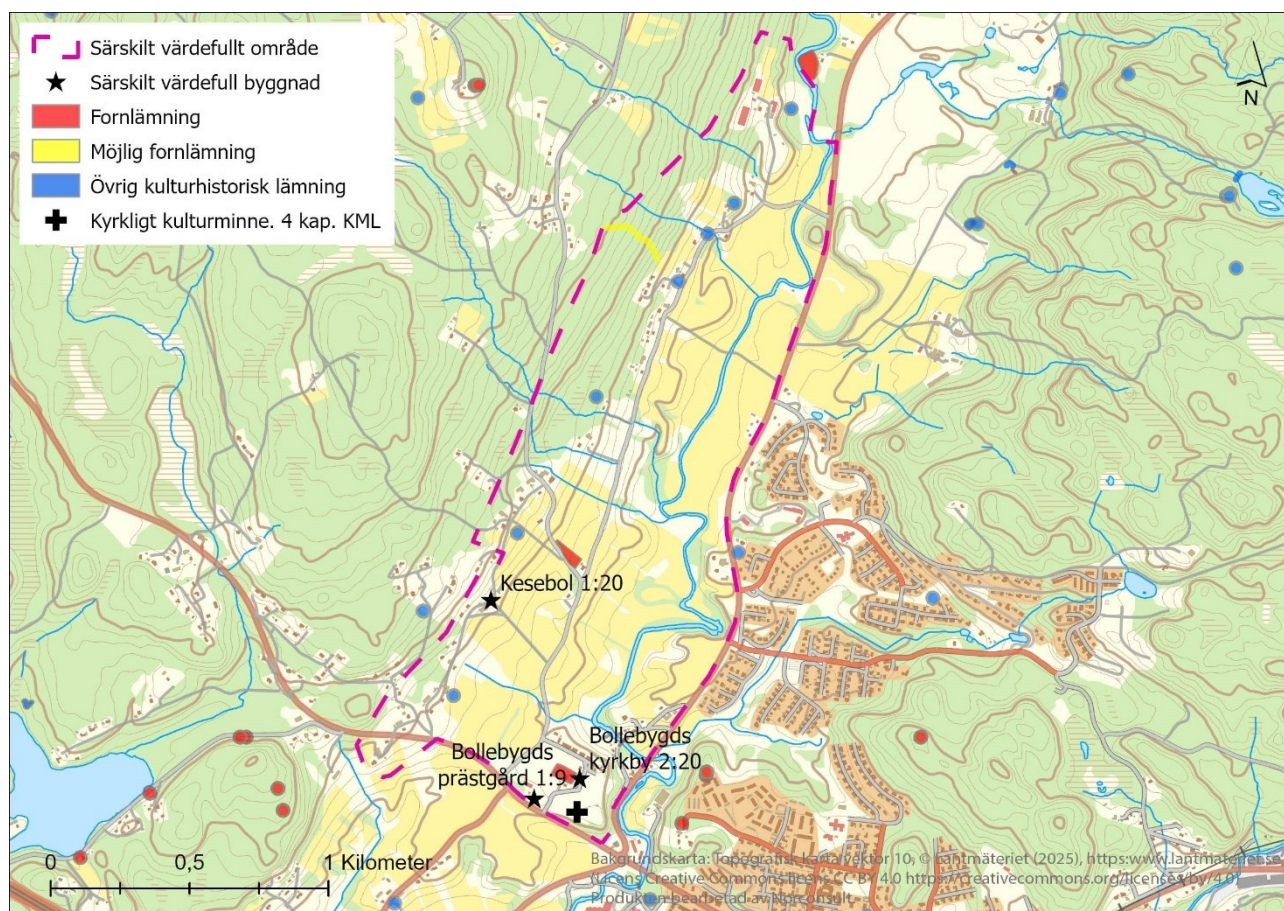 Särskilt värdefullt område
Särskilt värdefull byggnad
Fornlämning
Möjlig fornlämning
Övrig kulturhistorisk lämning
Kyrkligt kulturminne. 4 kap. KML
N
Kesebol 1:20
Bollebygds
prästgård 1:9
Bollebygds
kyrkby 2:20
0 0,5 1 Kilometer
Bakgrundskarta: Topografisk karta vektor 10, © Lantmäteriet (2025), https:www.lantmateriet.se
Licens Creative Commons licens CC BY 4.0 https://creativecommons.org/licenses/by/4.0/
Produkten bearbetad av Norconsult.